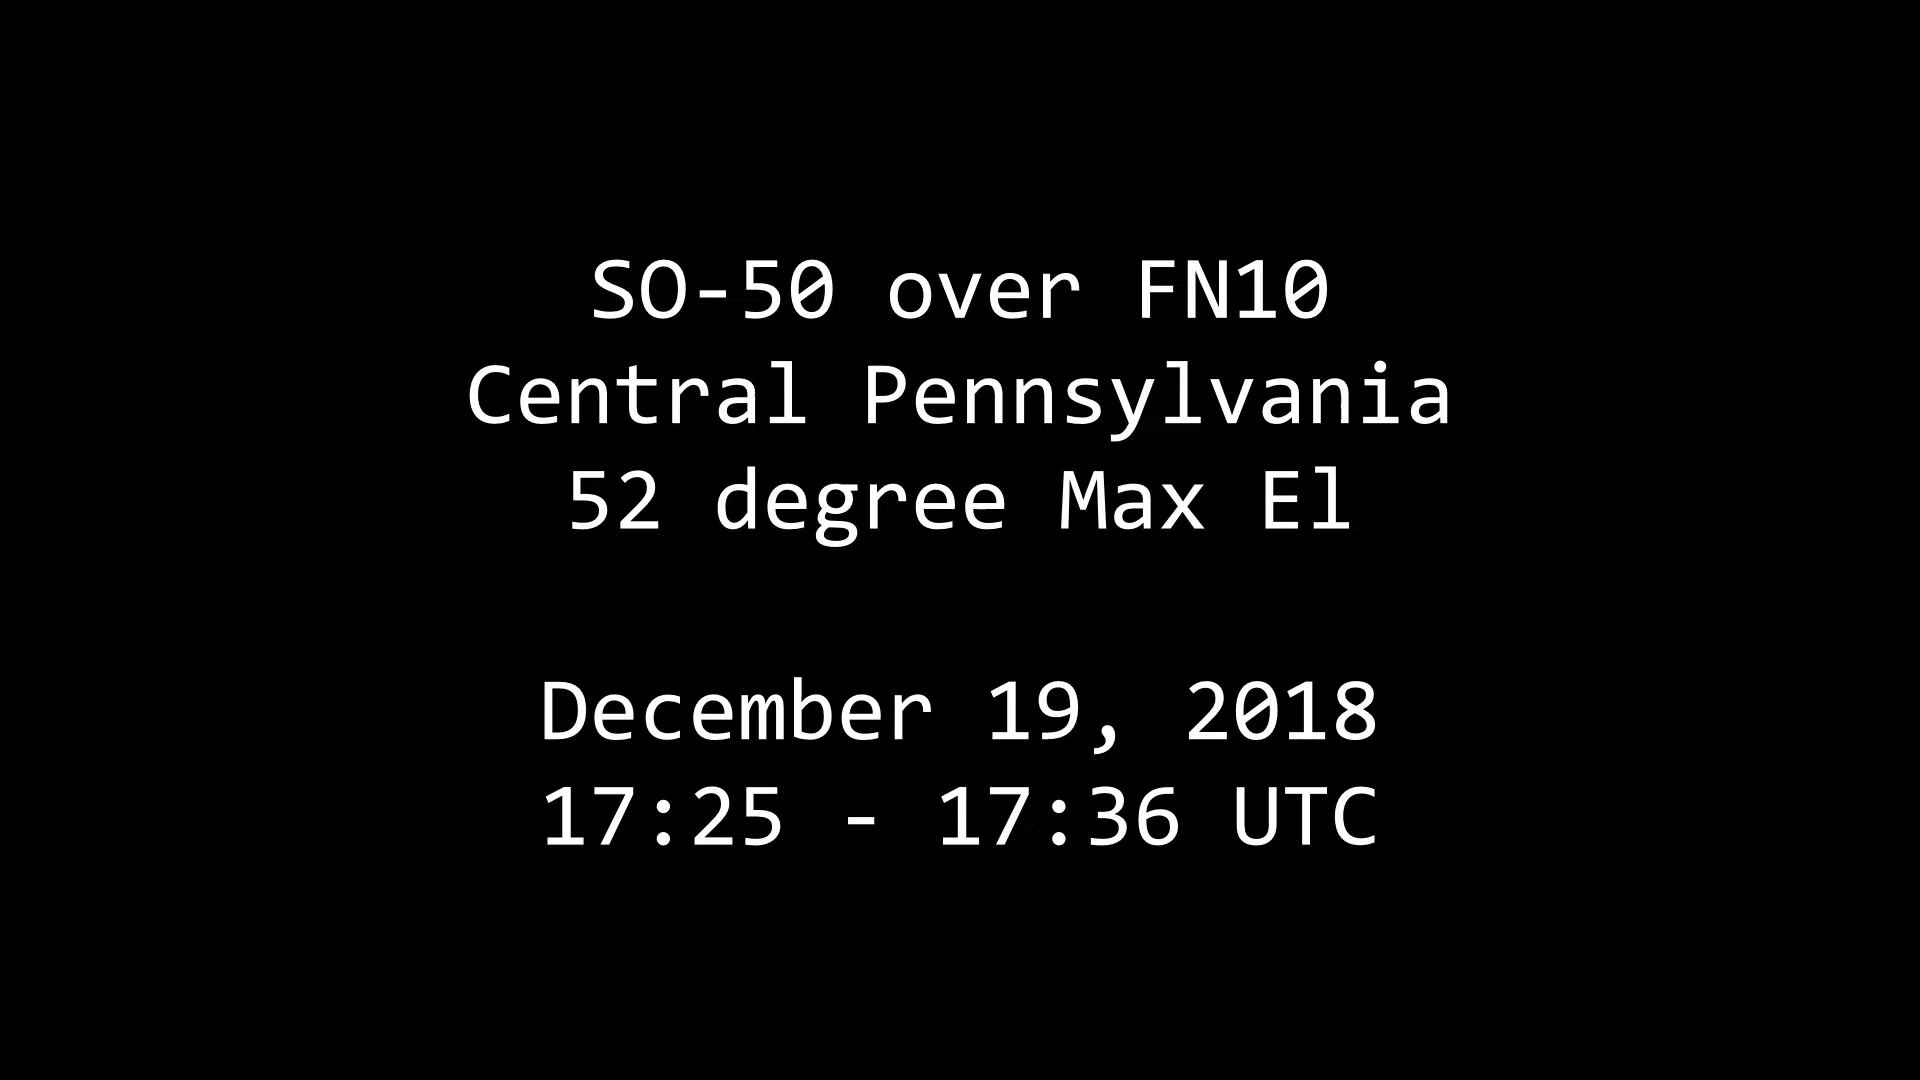 SO-50 over FN10
Central Pennsylvania
52 degree Max El
December 19, 2018
17:25 - 17:36 UTC